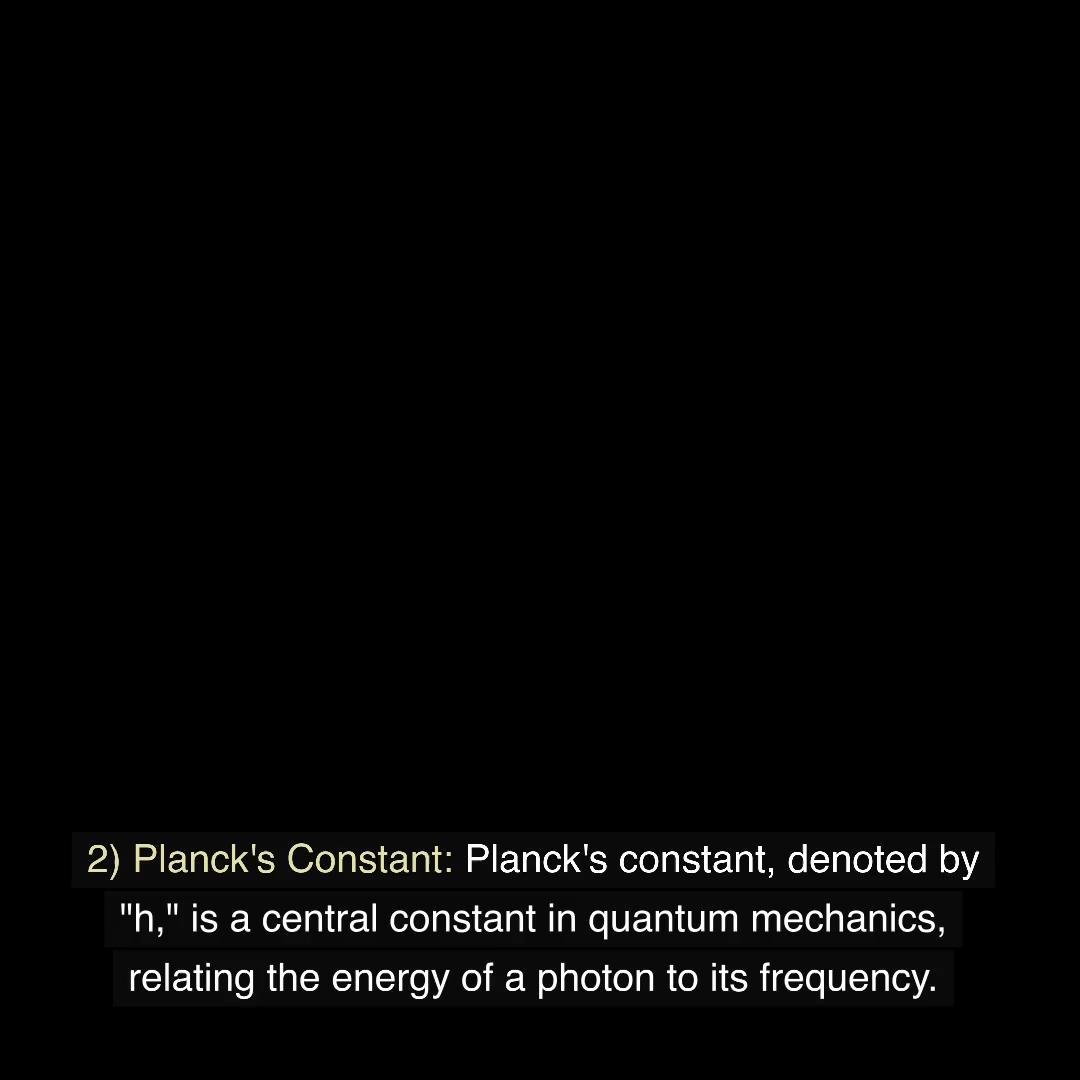 2) Planck's Constant: Planck's constant, denoted by
"h," is a central constant in quantum mechanics,
relating the energy of a photon to its frequency.